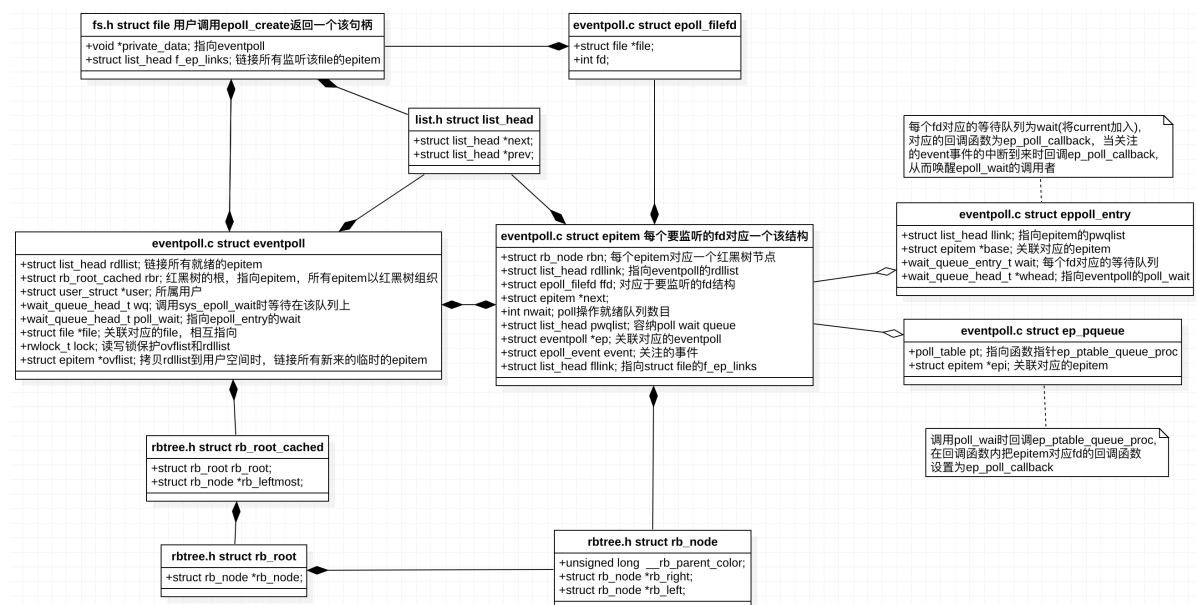 fs.h struct file 用户调用epoll_create返回一个该句柄
+void *private_data; 指向eventpoll
+struct list_head f_ep_links; 链接所有监听该file的epitem
eventpoll.c struct epoll_filefd
+struct file *file;
+int fd;
list.h struct list_head
+struct list_head *next;
+struct list_head *prev;
每个fd对应的等待队列为wait(将current加入),
对应的回调函数为ep_poll_callback，当关注
的event事件的中断到来时回调ep_poll_callback,
从而唤醒epoll_wait的调用者
eventpoll.c struct eventpoll
+struct list_head rdllist; 链接所有就绪的epitem
+struct rb_root_cached rbr; 红黑树的根，指向epitem，所有epitem以红黑树组织
+struct user_struct *user; 所属用户
+wait_queue_head_t wq; 调用sys_epoll_wait时等待在该队列上
+wait_queue_head_t poll_wait; 指向eppoll_entry的wait
+struct file *file; 关联对应的file，相互指向
+rwlock_t lock; 读写锁保护ovflist和rdllist
+struct epitem *ovflist; 拷贝rdllist到用户空间时，链接所有新来的临时的epitem
eventpoll.c struct epitem 每个要监听的fd对应一个该结构
+struct rb_node rbn; 每个epitem对应一个红黑树节点
+struct list_head rdllink; 指向eventpoll的rdllist
+struct epoll_filefd ffd; 对应于要监听的fd结构
+struct epitem *next;
+int nwait; poll操作就绪队列数目
+struct list_head pwqlist; 容纳poll wait queue
+struct eventpoll *ep; 关联对应的eventpoll
+struct epoll_event event; 关注的事件
+struct list_head fllink; 指向struct file的f_ep_links
eventpoll.c struct eppoll_entry
+struct list_head llink; 指向epitem的pwqlist
+struct epitem *base; 关联对应的epitem
+wait_queue_entry_t wait; 每个fd对应的等待队列
+wait_queue_head_t *whead; 指向eventpoll的poll_wait
eventpoll.c struct ep_pqueue
+poll_table pt; 指向函数指针ep_ptable_queue_proc
+struct epitem *epi; 关联对应的epitem
调用poll_wai时回调ep_ptable_queue_proc,
在回调函数内把epitem对应fd的回调函数
设置为ep_poll_callback
rbtree.h struct rb_root_cached
+struct rb_root rb_root;
+struct rb_node *rb_leftmost;
rbtree.h struct rb_root
+struct rb_node *rb_node;
rbtree.h struct rb_node
+unsigned long __rb_parent_color;
+struct rb_node *rb_right;
+struct rb_node *rb_left;